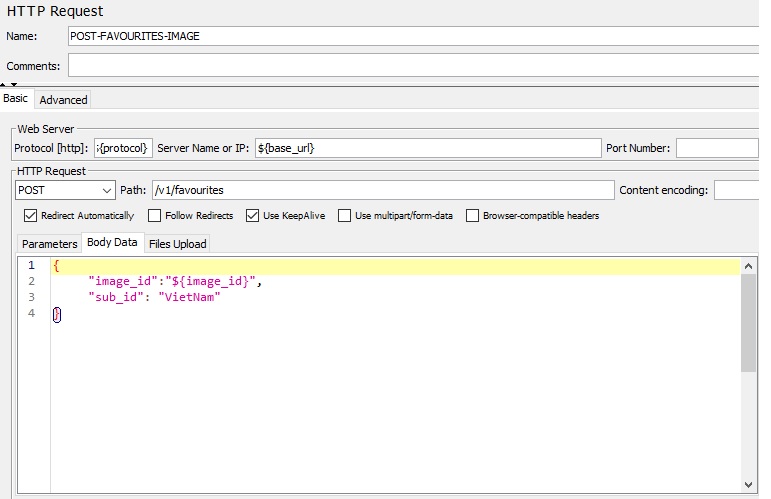 HTTP Request
Name: POST-FAVOURITES-IMAGE
Comments:
Basic Advanced
Web Server
Protocol [http]: ${protocol} Server Name or IP: ${base_url} Port Number:
HTTP Request
POST Path: /v1/favourites Content encoding:
Redirect Automatically Follow Redirects Use KeepAlive Use multipart/form-data Browser-compatible headers
Parameters Body Data Files Upload
1 {
2 "image_id":"${image_id}",
3 "sub_id": "VietNam"
4 }